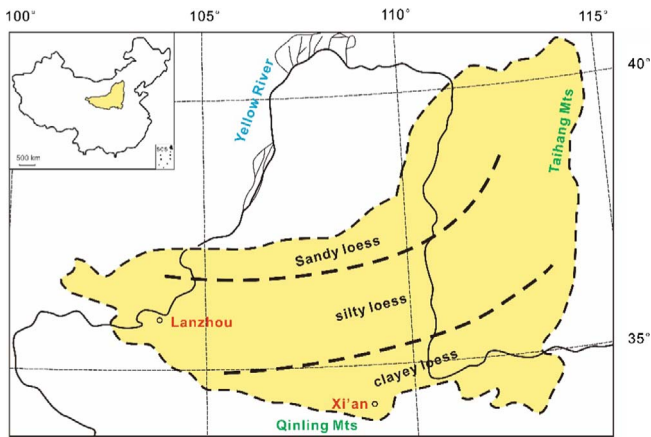 100°
105°
110°
115°
40°
Yellow River
Taihang Mts
SCS
500 km
Sandy loess
silty loess
Lanzhou
35°
clayey loess
Xi'an
Qinling Mts